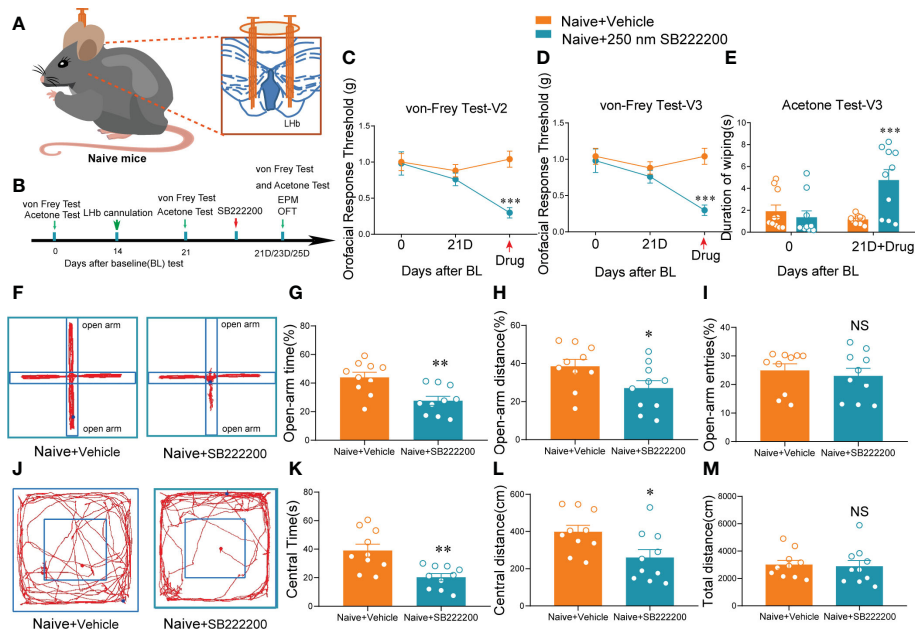 Naive+Vehicle
Naive+250 nm SB222200
A
LHb
Naive mice
B
von Frey Test
Acetone Test
LHb cannulation
von Frey Test
Acetone Test
SB222200
von Frey Test
and Acetone Test
EPM
OFT
0
14
21
21D/23D/25D
Days after baseline(BL) test
C
von-Frey Test-V2
Orofacial Response Threshold (g)
1.5
1.0
0.5
0.0
***
0
21D
Drug
Days after BL
D
von-Frey Test-V3
Orofacial Response Threshold (g)
1.5
1.0
0.5
0.0
***
0
21D
Drug
Days after BL
E
Acetone Test-V3
Duration of wiping(s)
10
8
6
4
2
0
***
0
21D+Drug
Days after BL
F
open arm
open arm
Naive+Vehicle
open arm
open arm
Naive+SB222200
G
Open-arm time(%)
80
60
40
20
0
**
Naive+Vehicle
Naive+SB222200
H
Open-arm distance(%)
60
40
20
0
*
Naive+Vehicle
Naive+SB222200
I
Open-arm entries(%)
40
30
20
10
0
NS
Naive+Vehicle
Naive+SB222200
J
Naive+Vehicle
Naive+SB222200
K
Central Time(s)
80
60
40
20
0
**
Naive+Vehicle
Naive+SB222200
L
Central distance(cm)
600
400
200
0
*
Naive+Vehicle
Naive+SB222200
M
Total distance(cm)
8000
6000
4000
2000
0
NS
Naive+Vehicle
Naive+SB222200